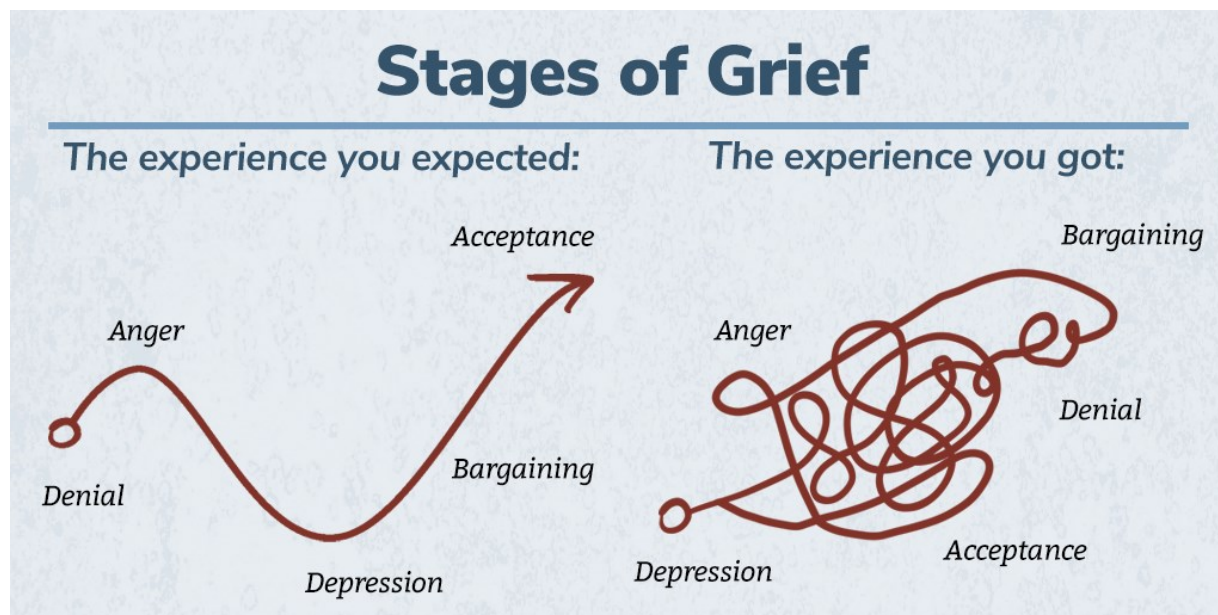 Stages of Grief
The experience you expected:
Acceptance
Anger
Bargaining
Denial
Depression
The experience you got:
Bargaining
Anger
Denial
Acceptance
Depression